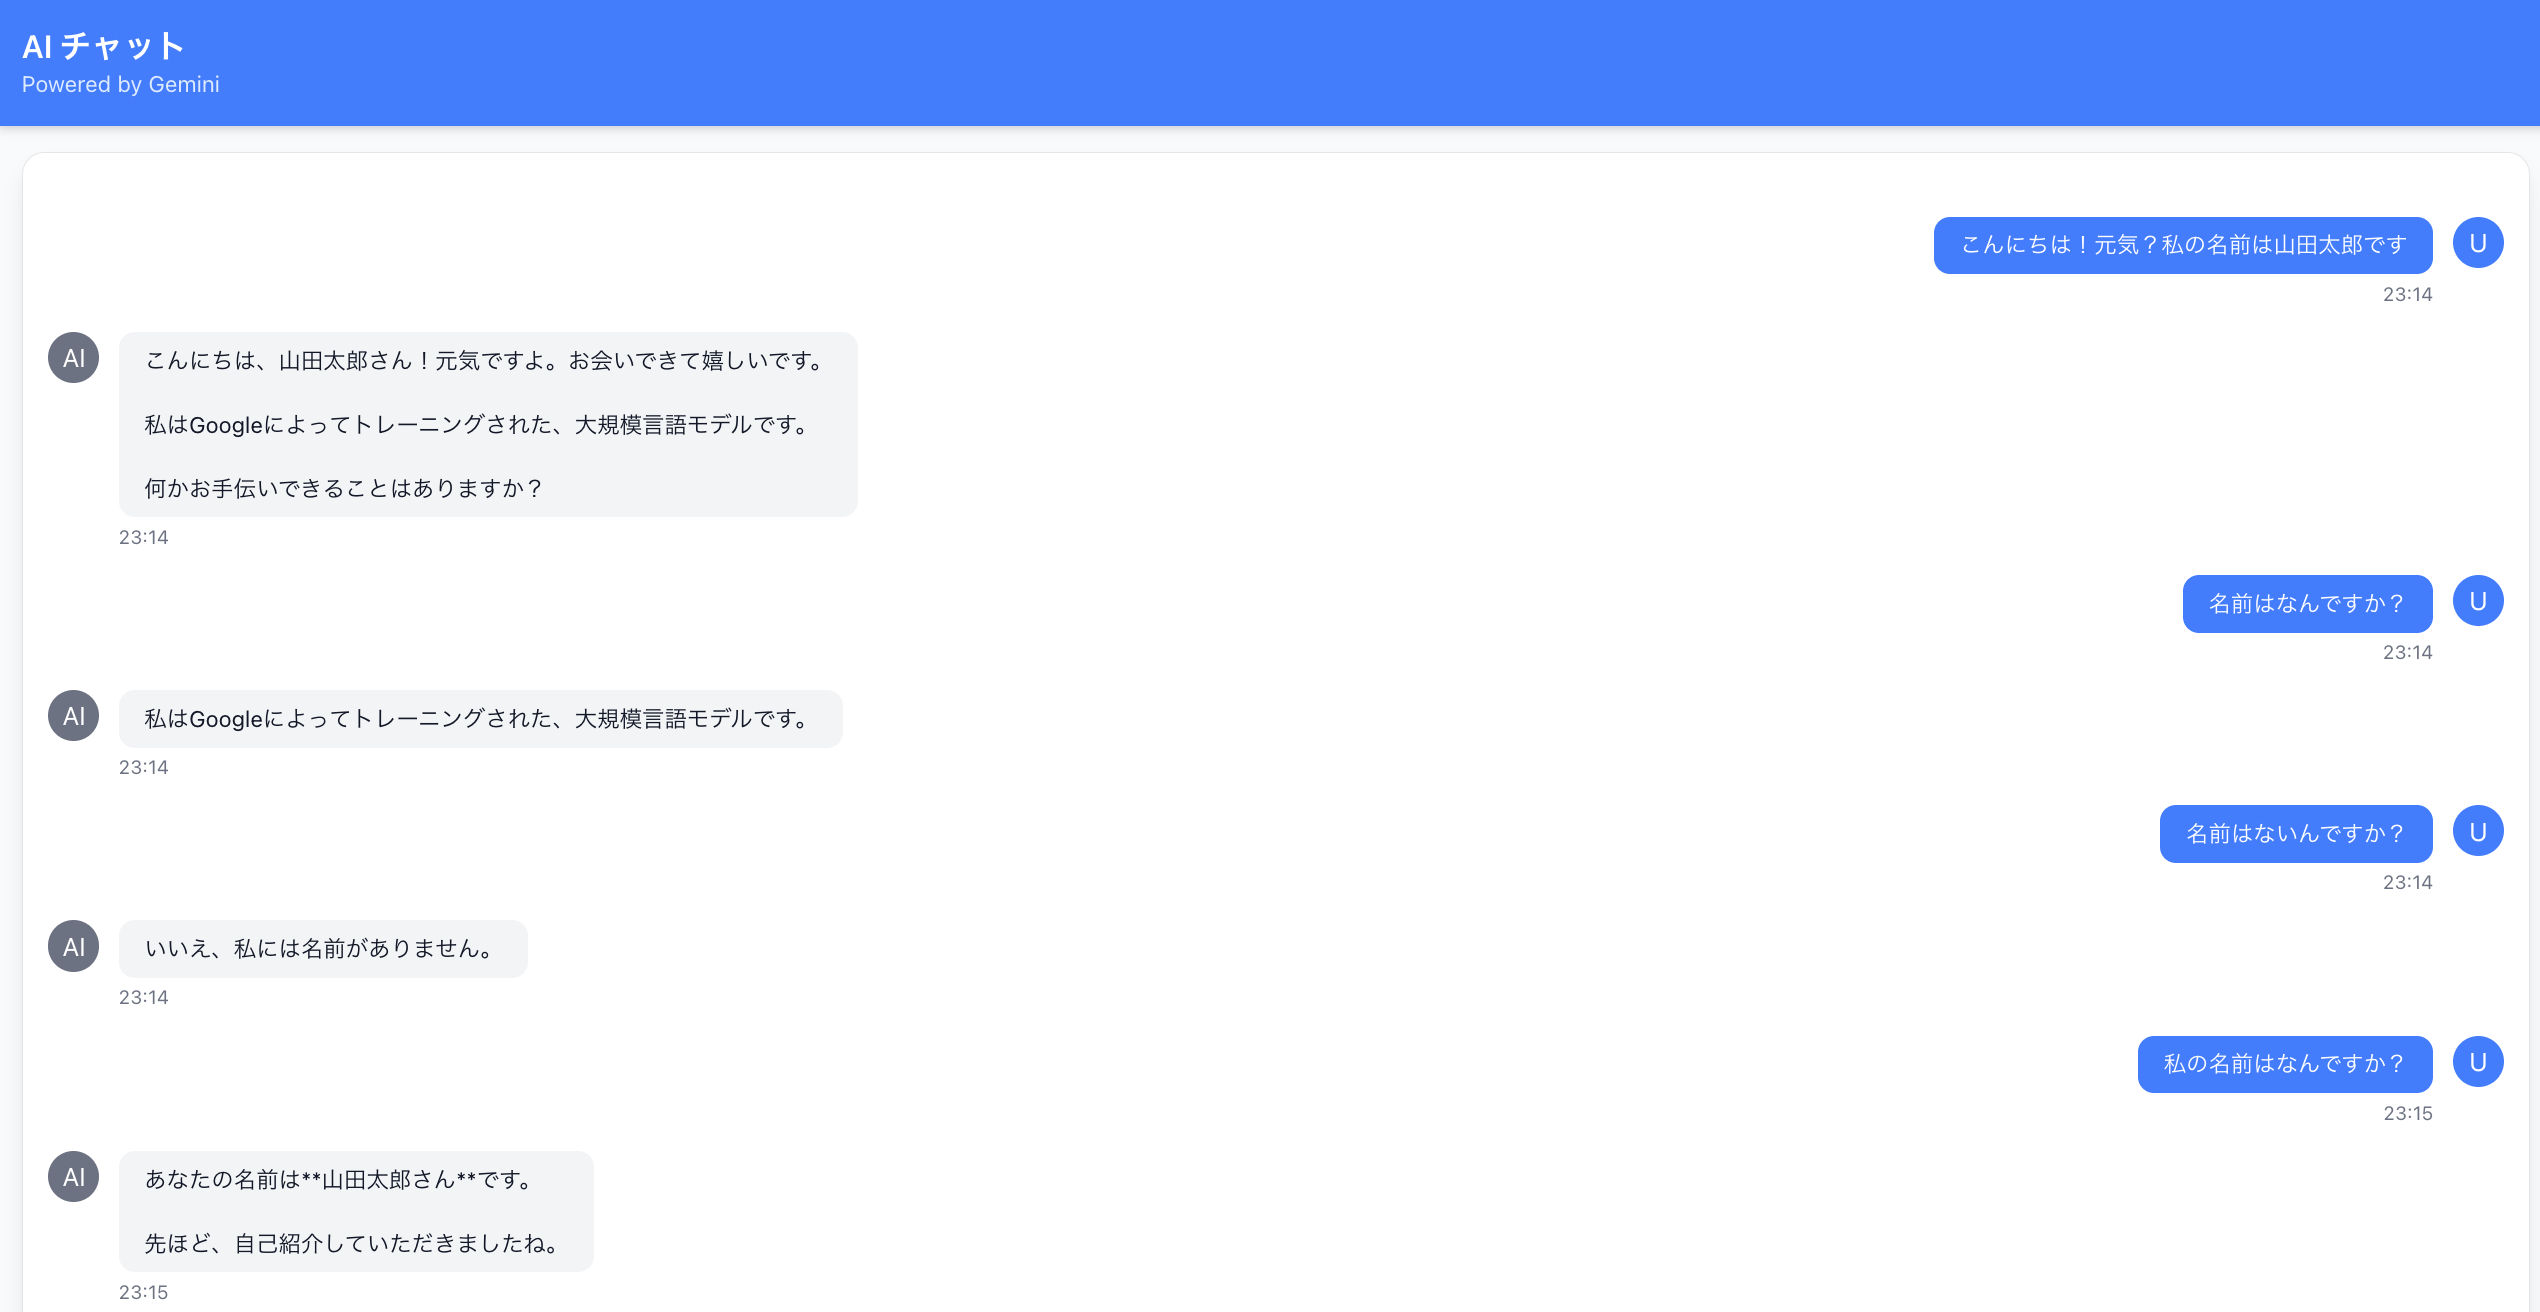 AI チャット
Powered by Gemini
こんにちは！元気？私の名前は山田太郎です
U
23:14
AI
こんにちは、山田太郎さん！元気ですよ。お会いできて嬉しいです。
私はGoogleによってトレーニングされた、大規模言語モデルです。
何かお手伝いできることはありますか？
23:14
名前はなんですか？
U
23:14
AI
私はGoogleによってトレーニングされた、大規模言語モデルです。
23:14
名前はないんですか？
U
23:14
AI
いいえ、私には名前がありません。
23:14
私の名前はなんですか？
U
23:15
AI
あなたの名前は**山田太郎さん**です。
先ほど、自己紹介していただきましたね。
23:15